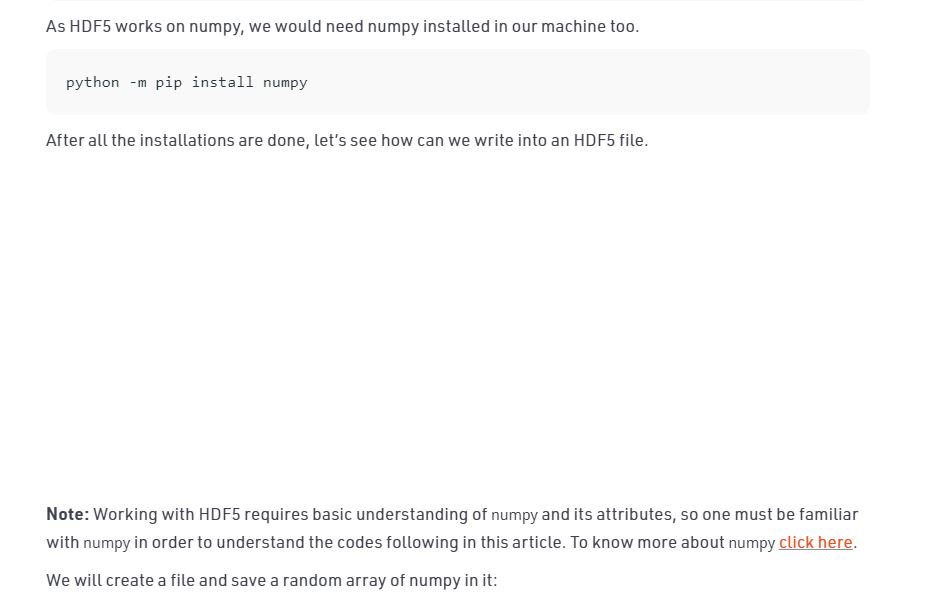 As HDF5 works on numpy, we would need numpy installed in our machine too.
python -m pip install numpy
After all the installations are done, let’s see how can we write into an HDF5 file.
Note: Working with HDF5 requires basic understanding of numpy and its attributes, so one must be familiar
with numpy in order to understand the codes following in this article. To know more about numpy click here.
We will create a file and save a random array of numpy in it: